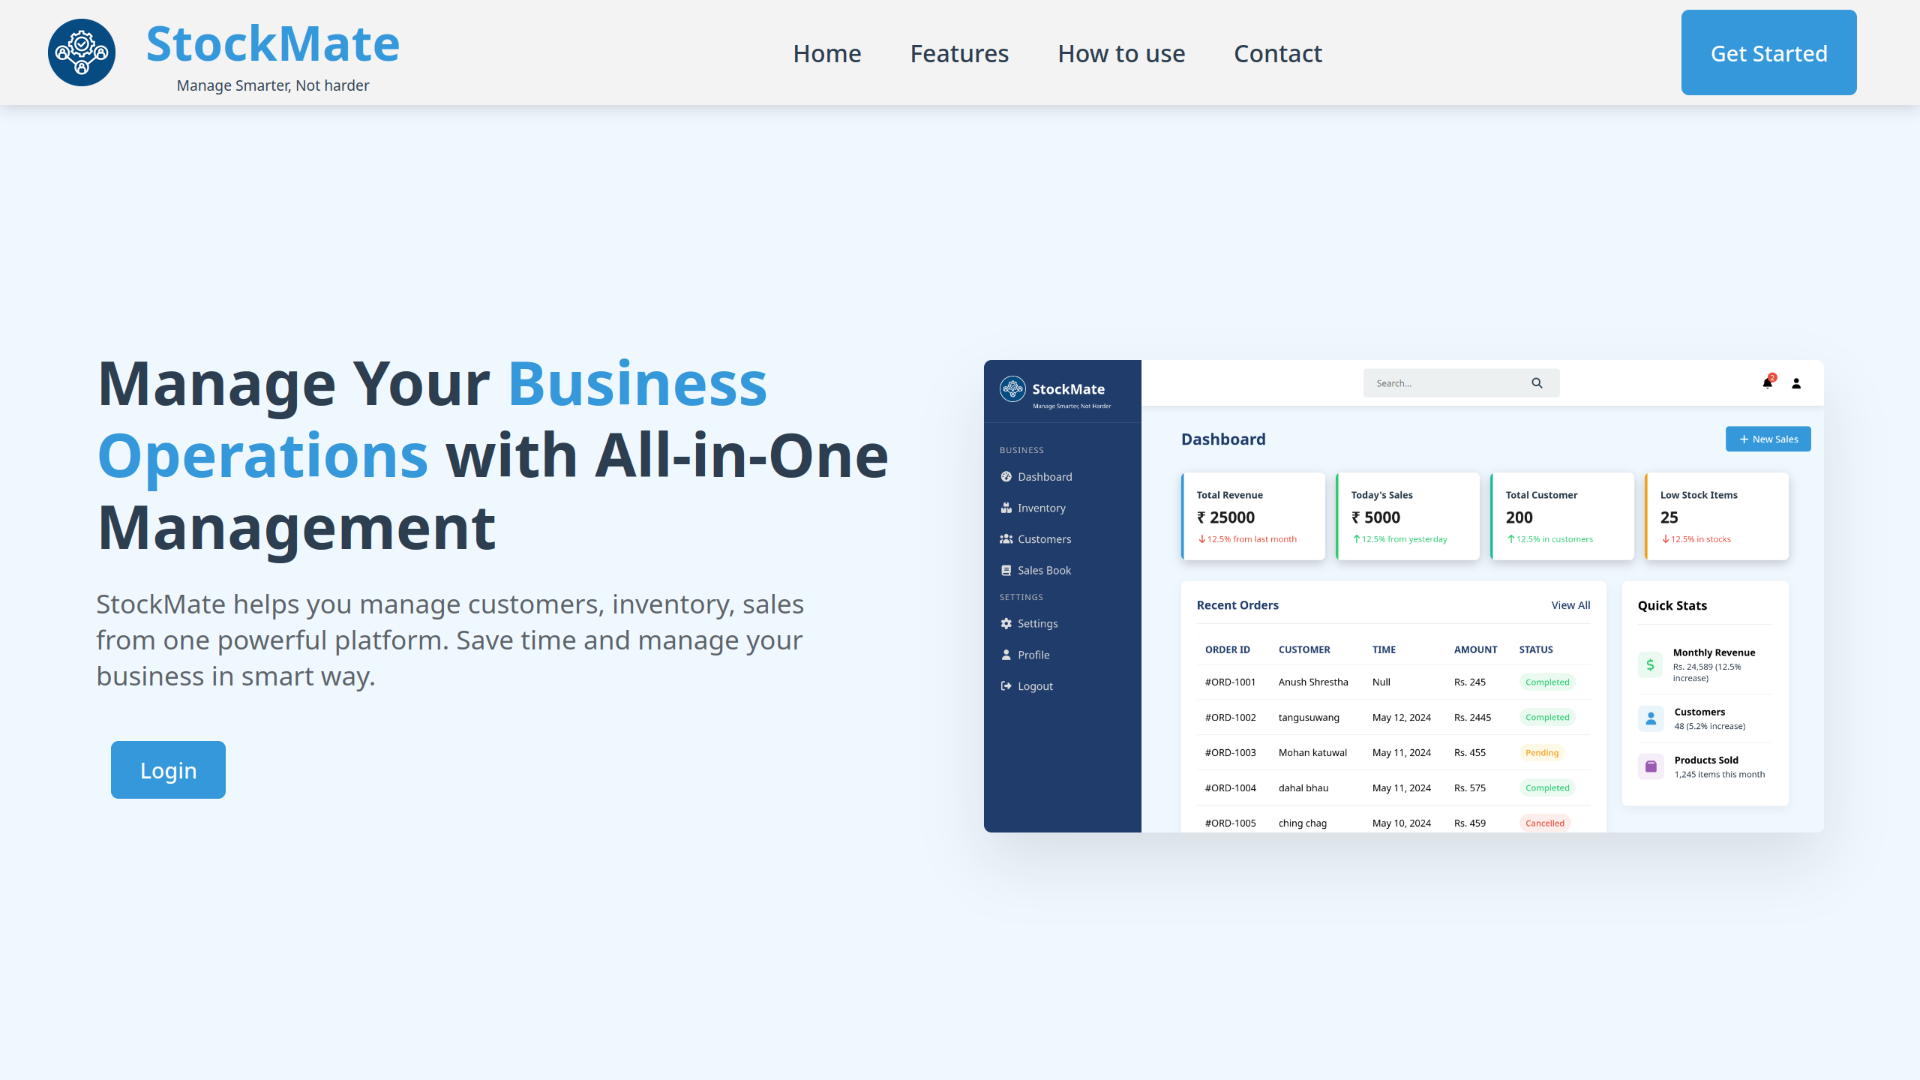 StockMate
Manage Smarter, Not harder
Home
Features
How to use
Contact
Get Started
Manage Your Business
Operations with All-in-One
Management
StockMate helps you manage customers, inventory, sales
from one powerful platform. Save time and manage your
business in smart way.
Login
StockMate
Manage Smarter, Not Harder
BUSINESS
Dashboard
Inventory
Customers
Sales Book
SETTINGS
Settings
Profile
Logout
Search...
2
Dashboard
+ New Sales
Total Revenue
₹ 25000
↓12.5% from last month
Today's Sales
₹ 5000
↑12.5% from yesterday
Total Customer
200
↑12.5% in customers
Low Stock Items
25
↓12.5% in stocks
Recent Orders
View All
ORDER ID CUSTOMER TIME AMOUNT STATUS
#ORD-1001 Anush Shrestha Null Rs. 245 Completed
#ORD-1002 tangusuwang May 12, 2024 Rs. 2445 Completed
#ORD-1003 Mohan katuwal May 11, 2024 Rs. 455 Pending
#ORD-1004 dahal bhau May 11, 2024 Rs. 575 Completed
#ORD-1005 ching chag May 10, 2024 Rs. 459 Cancelled
Quick Stats
$
Monthly Revenue
Rs. 24,589 (12.5%
increase)
Customers
48 (5.2% increase)
Products Sold
1,245 items this month